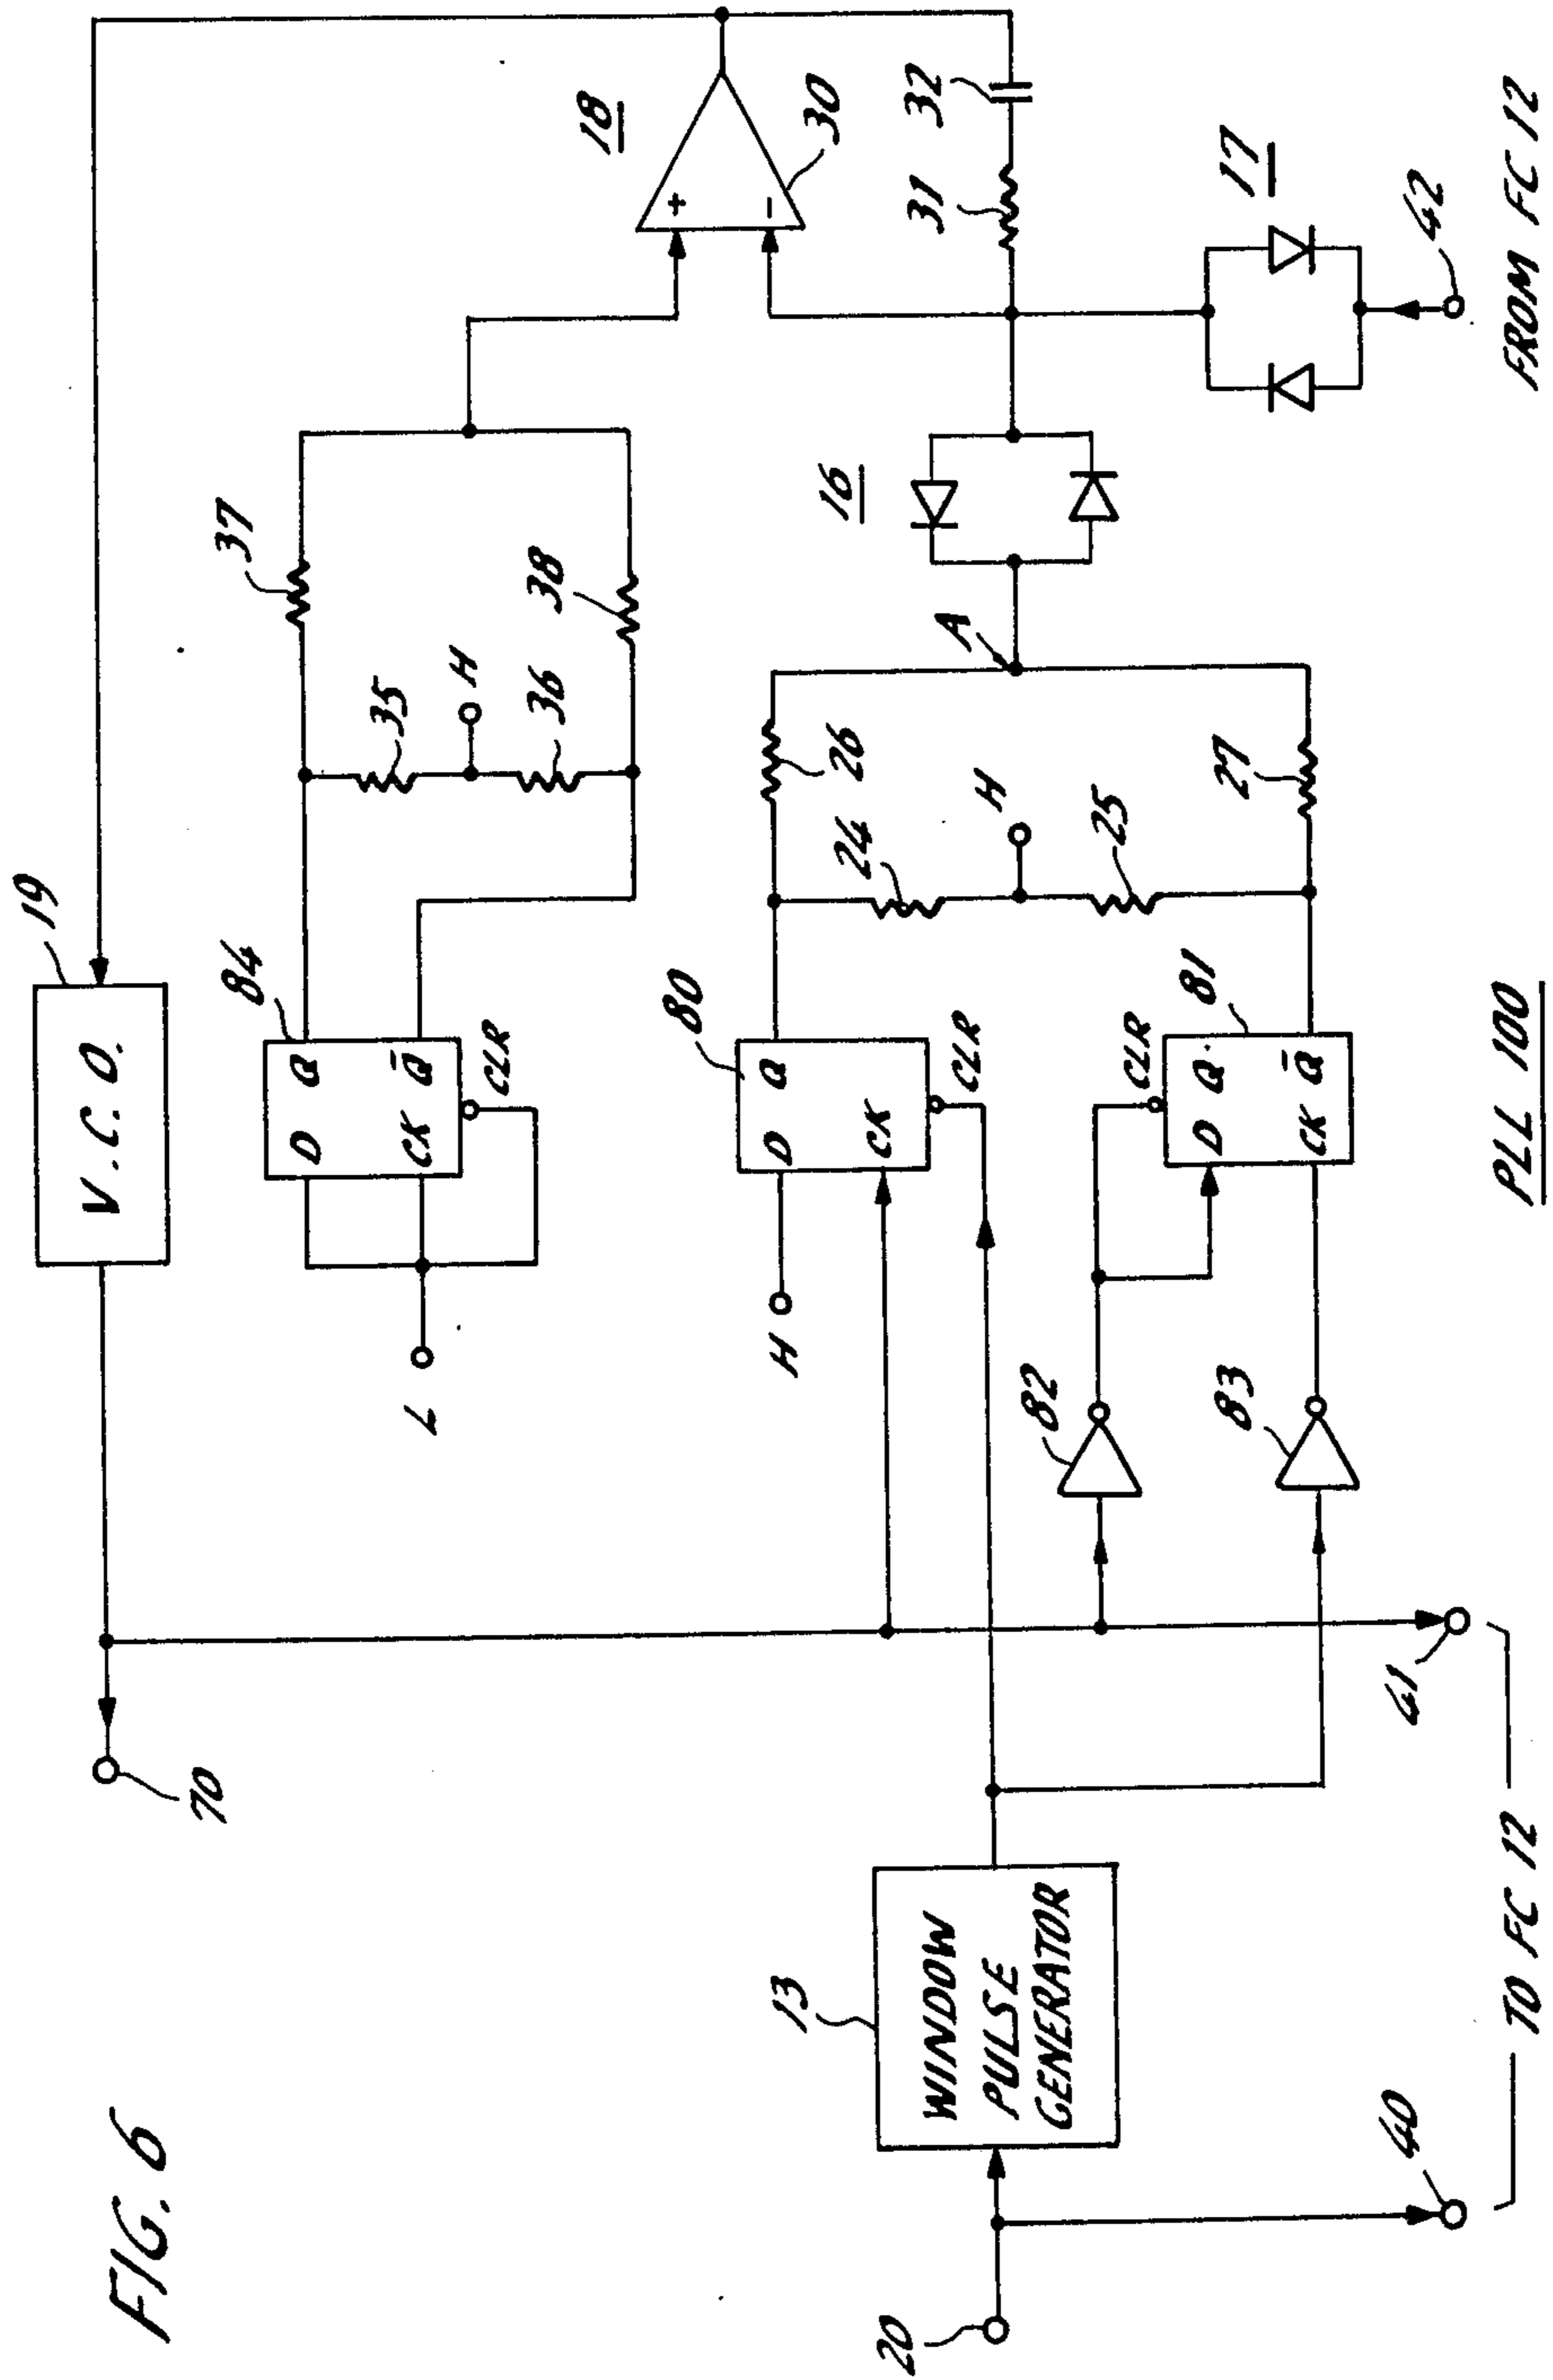 FIG. 6
19
V.C.O.
70
84
D Q
CK Q̄
CLR
L
37
35
H
36
38
18
+
-
30
80
D Q
CK
CLR
H
26
24
H
25
27
A
16
31
32
17
42
FROM FC 12
20
13
WINDOW
PULSE
GENERATOR
82
83
CLR
81
D Q
CK Q̄
40
41
TO FC 12
PLL 100